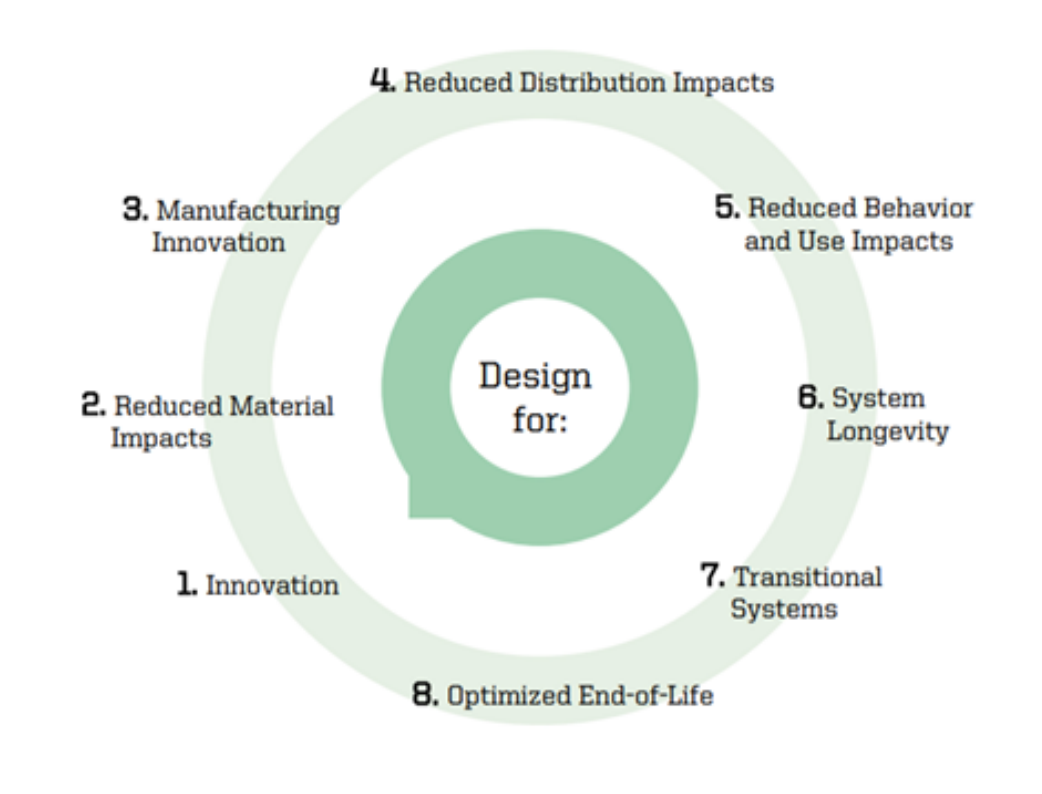 Design
for:
1. Innovation
2. Reduced Material
Impacts
3. Manufacturing
Innovation
4. Reduced Distribution Impacts
5. Reduced Behavior
and Use Impacts
6. System
Longevity
7. Transitional
Systems
8. Optimized End-of-Life